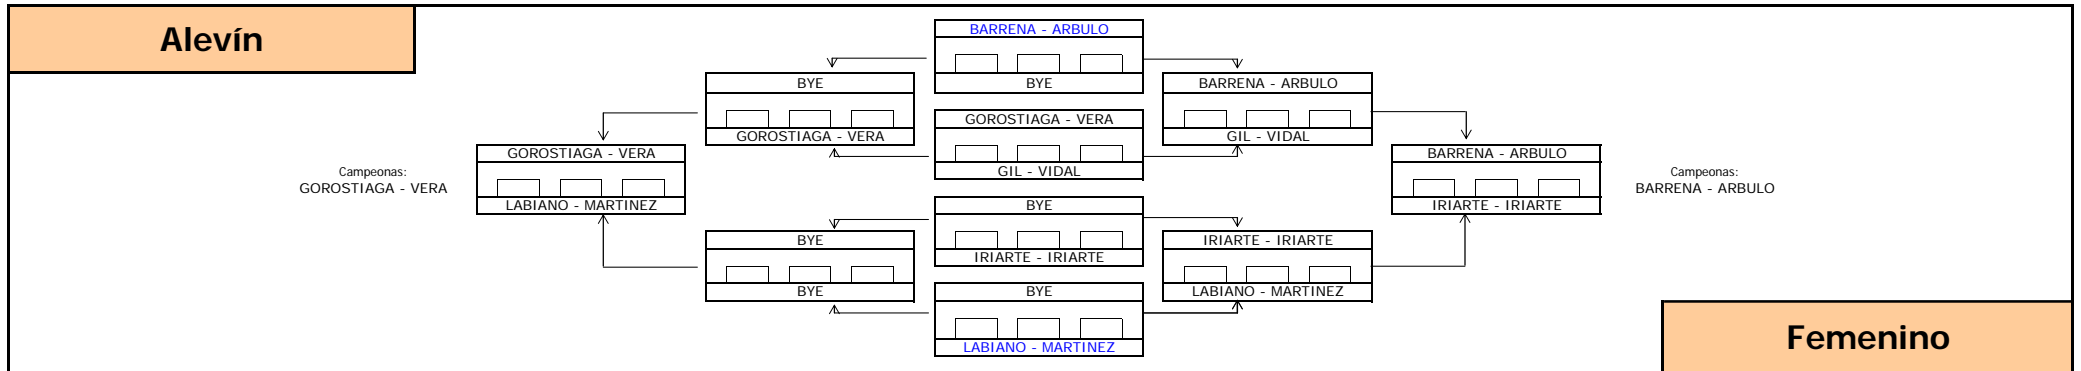 Alevín
BARRENA - ARBULO
BYE
GOROSTIAGA - VERA
GIL - VIDAL
BYE
IRIARTE - IRIARTE
BYE
LABIANO - MARTINEZ
BYE
GOROSTIAGA - VERA
BYE
BYE
BARRENA - ARBULO
GIL - VIDAL
IRIARTE - IRIARTE
LABIANO - MARTINEZ
GOROSTIAGA - VERA
LABIANO - MARTINEZ
BARRENA - ARBULO
IRIARTE - IRIARTE
Campeonas:
GOROSTIAGA - VERA
Campeonas:
BARRENA - ARBULO
Femenino